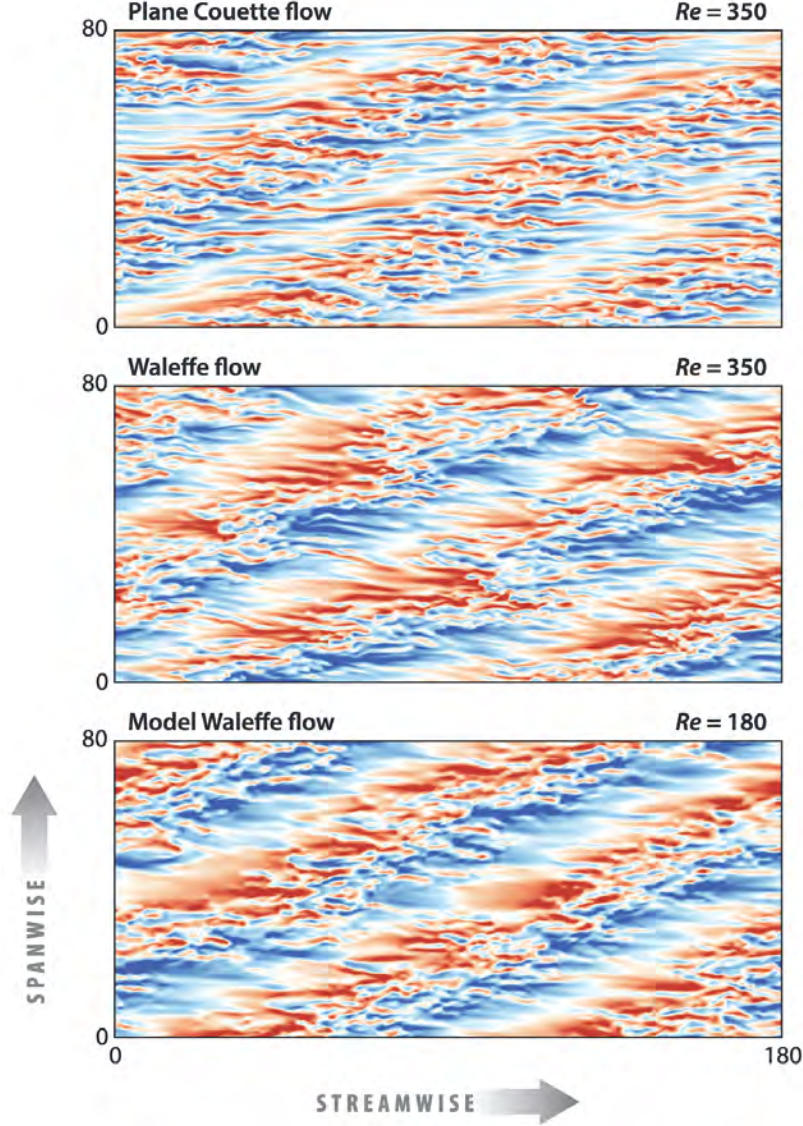 Plane Couette flow Re = 350
80
0
Waleffe flow Re = 350
80
0
Model Waleffe flow Re = 180
80
0
0 180
SPANWISE
STREAMWISE